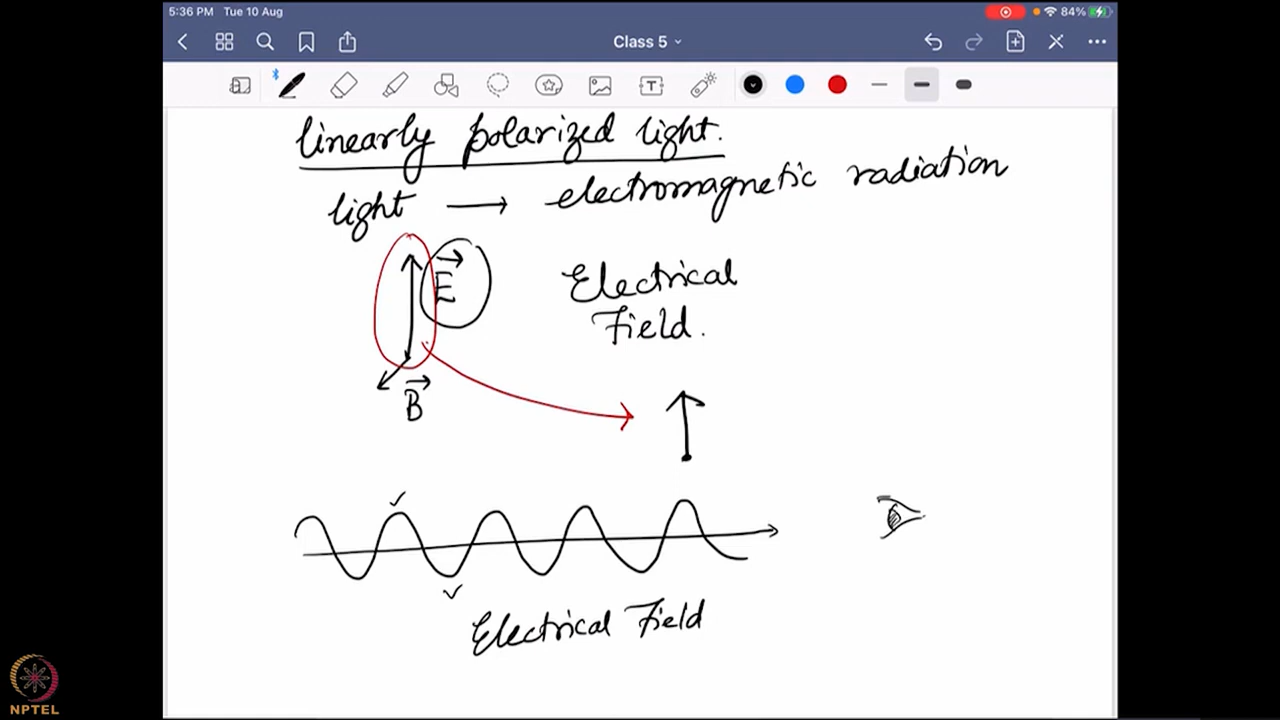 5:36 PM Tue 10 Aug
84%
Class 5
T
linearly polarized light.
light → electromagnetic radiation
E
Electrical
Field.
B
Electrical Field
NPTEL